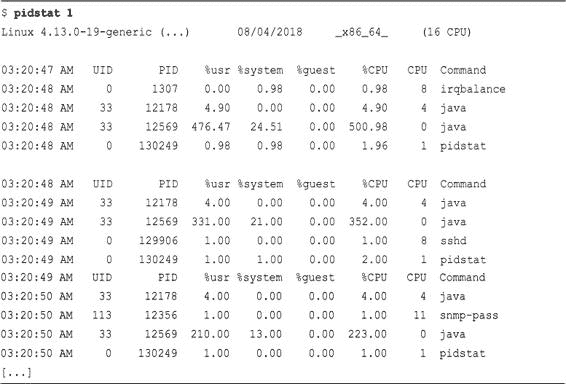 $ pidstat 1
Linux 4.13.0-19-generic (...) 08/04/2018 _x86_64_ (16 CPU)
03:20:47 AM UID PID %usr %system %guest %CPU CPU Command
03:20:48 AM 0 1307 0.00 0.98 0.00 0.98 8 irqbalance
03:20:48 AM 33 12178 4.90 0.00 0.00 4.90 4 java
03:20:48 AM 33 12569 476.47 24.51 0.00 500.98 0 java
03:20:48 AM 0 130249 0.98 0.98 0.00 1.96 1 pidstat
03:20:48 AM UID PID %usr %system %guest %CPU CPU Command
03:20:49 AM 33 12178 4.00 0.00 0.00 4.00 4 java
03:20:49 AM 33 12569 331.00 21.00 0.00 352.00 0 java
03:20:49 AM 0 129906 1.00 0.00 0.00 1.00 8 sshd
03:20:49 AM 0 130249 1.00 1.00 0.00 2.00 1 pidstat
03:20:49 AM UID PID %usr %system %guest %CPU CPU Command
03:20:50 AM 33 12178 4.00 0.00 0.00 4.00 4 java
03:20:50 AM 113 12356 1.00 0.00 0.00 1.00 11 snmp-pass
03:20:50 AM 33 12569 210.00 13.00 0.00 223.00 0 java
03:20:50 AM 0 130249 1.00 0.00 0.00 1.00 1 pidstat
[...]